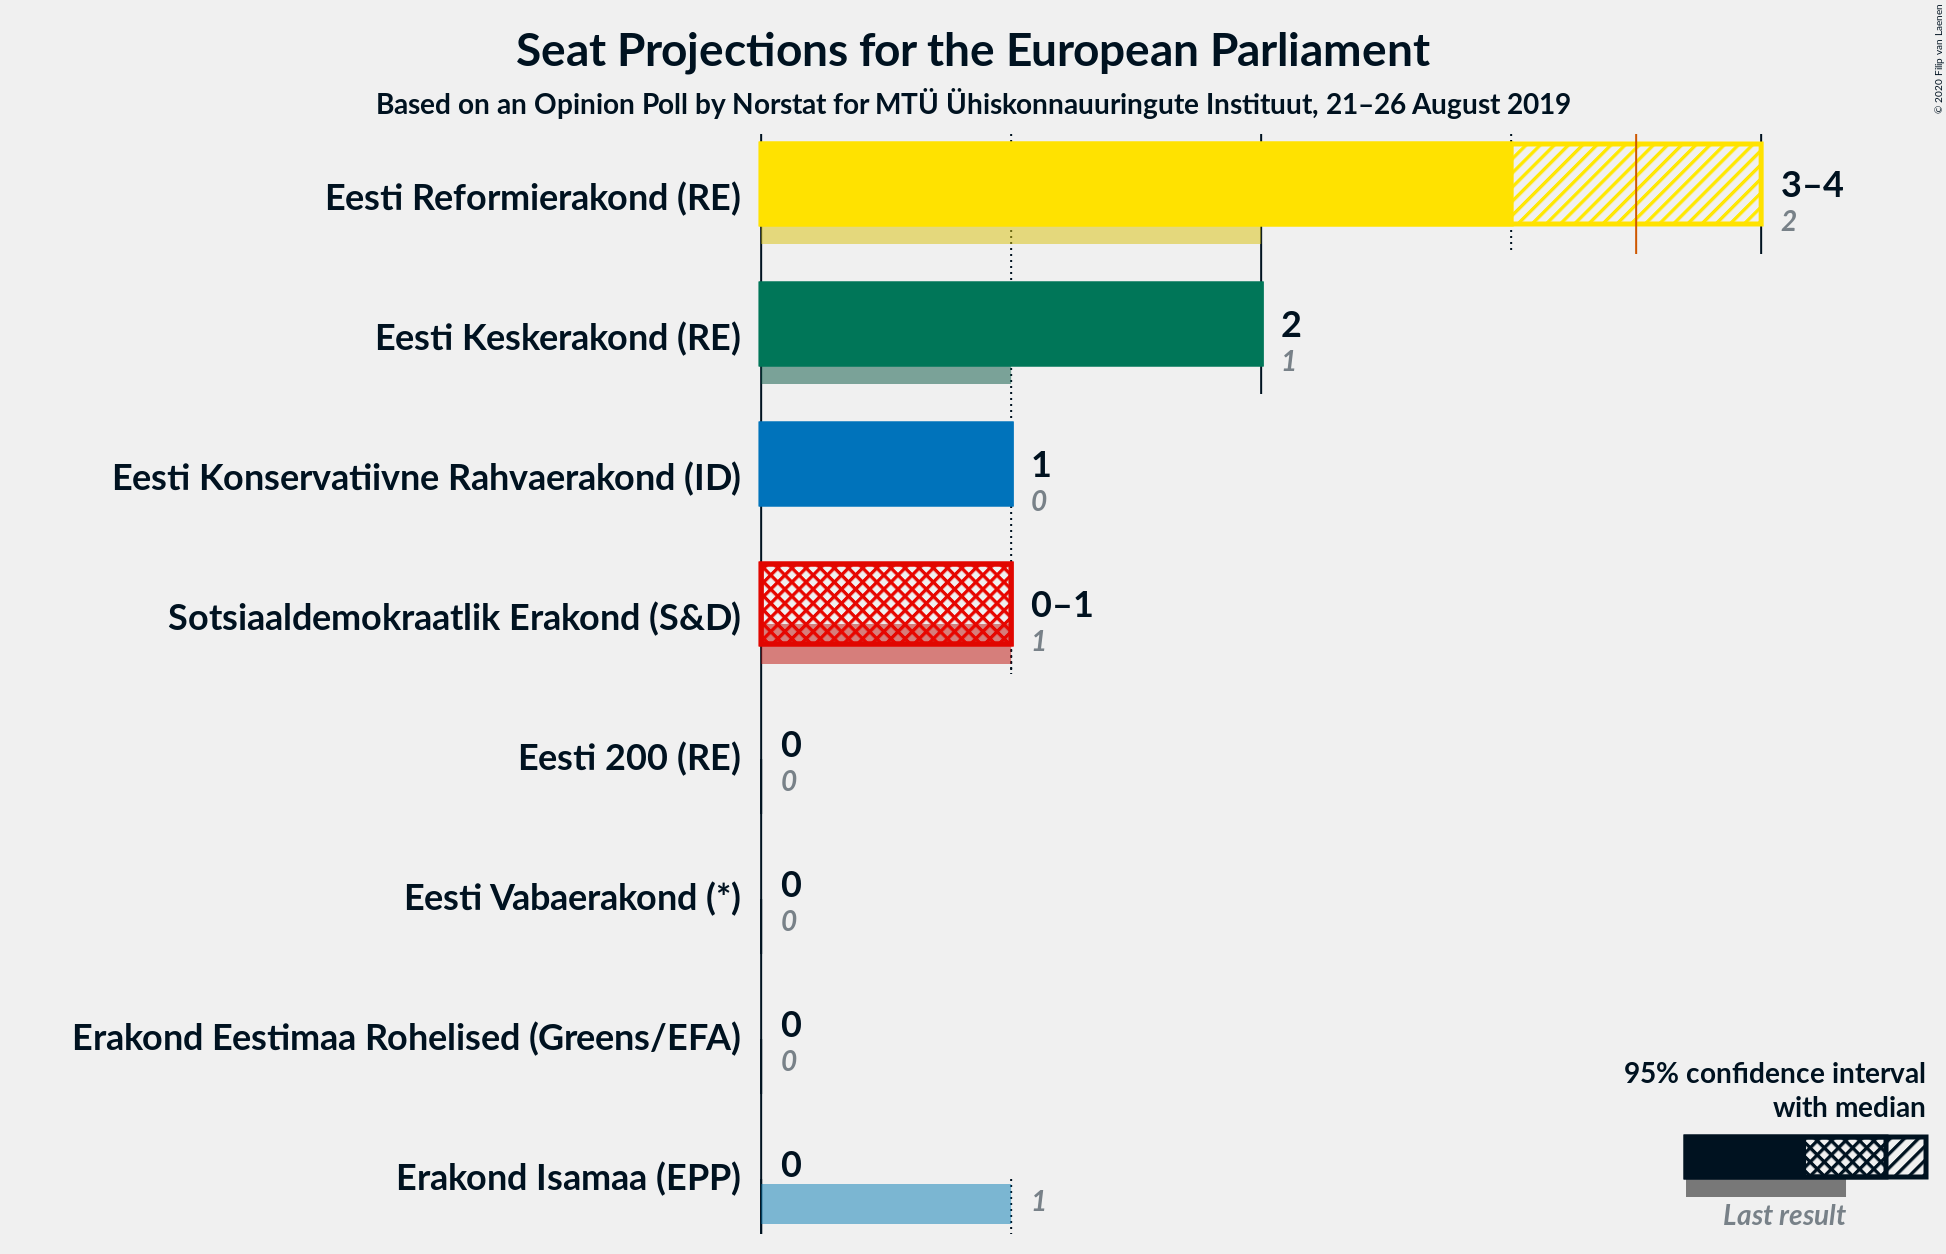 Seat Projections for the European Parliament
Based on an Opinion Poll by Norstat for MTÜ Ühiskonnauuringute Instituut, 21–26 August 2019
© 2020 Filip van Laenen
Eesti Reformierakond (RE)
3–4
2
Eesti Keskerakond (RE)
2
1
Eesti Konservatiivne Rahvaerakond (ID)
1
0
Sotsiaaldemokraatlik Erakond (S&D)
0–1
1
Eesti 200 (RE)
0
0
Eesti Vabaerakond (*)
0
0
Erakond Eestimaa Rohelised (Greens/EFA)
0
0
Erakond Isamaa (EPP)
0
1
95% confidence interval
with median
Last result